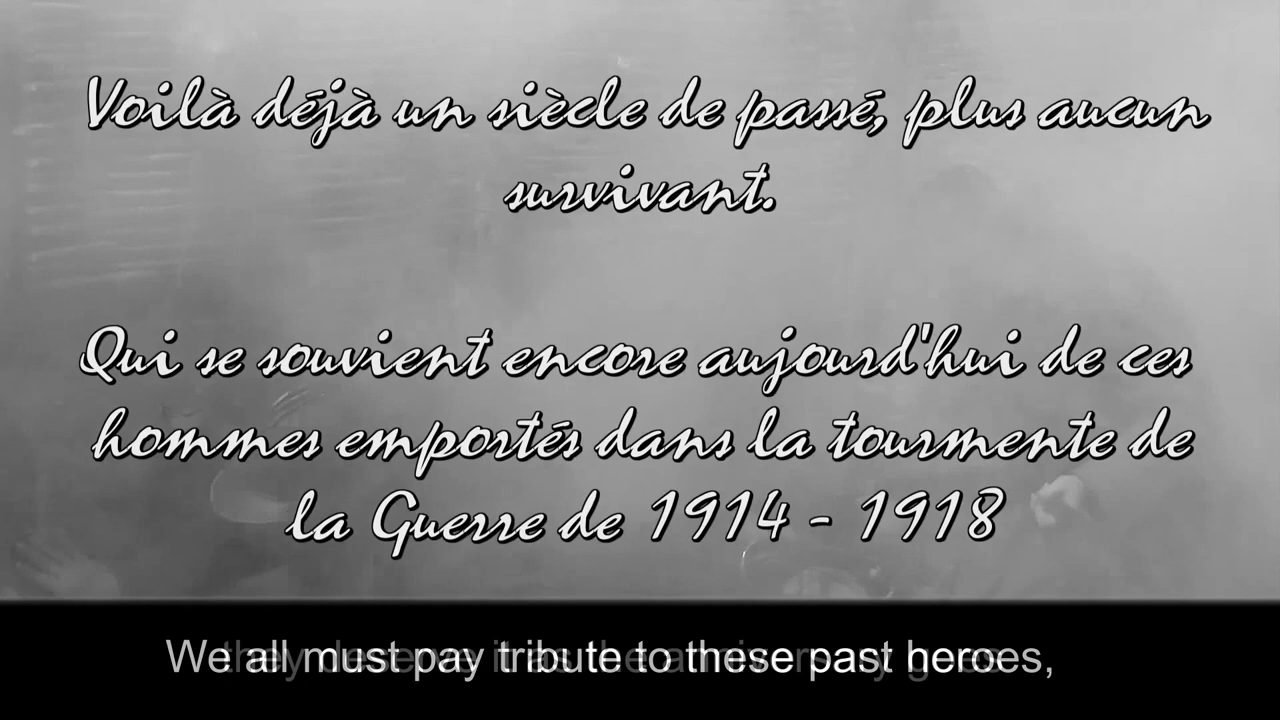 Voilà déjà un siècle de passé, plus aucun
survivant.
Qui se souvient encore aujourd'hui de ces
hommes emportés dans la tourmente de
la Guerre de 1914 - 1918
We all must pay tribute to these past heroes,